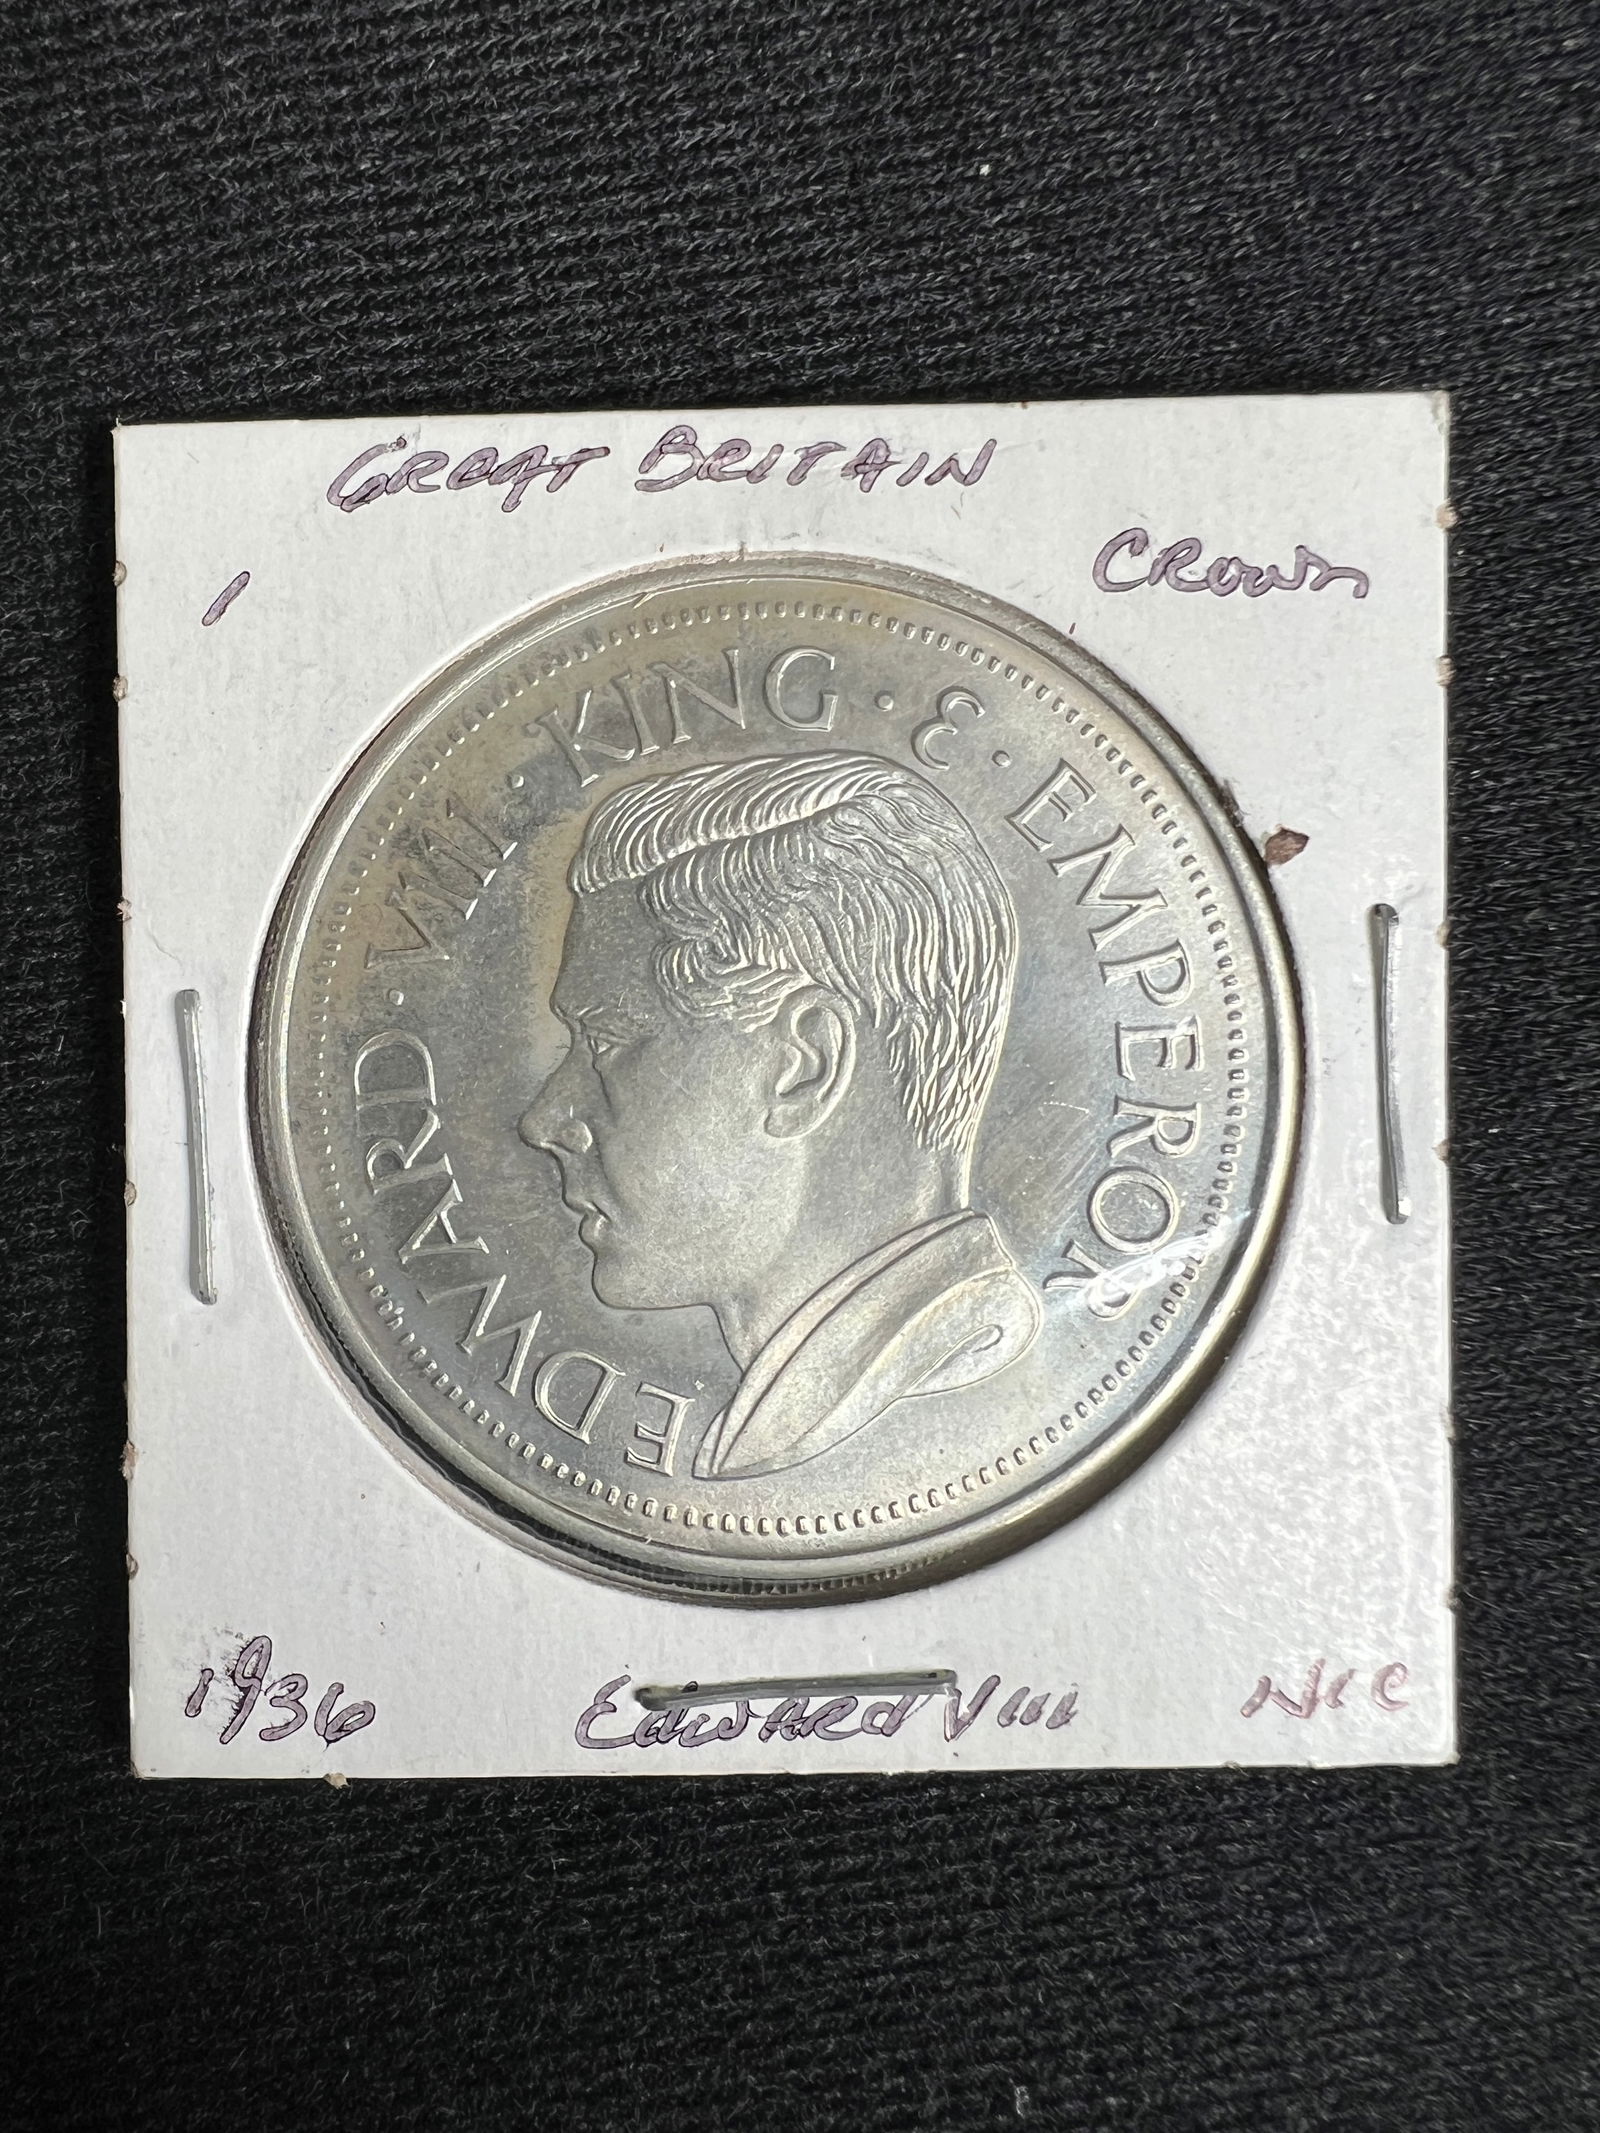 Great Britain
1
Crown
EDWARD · VIII · KING · & · EMPEROR
1936
Edward VIII
Nic